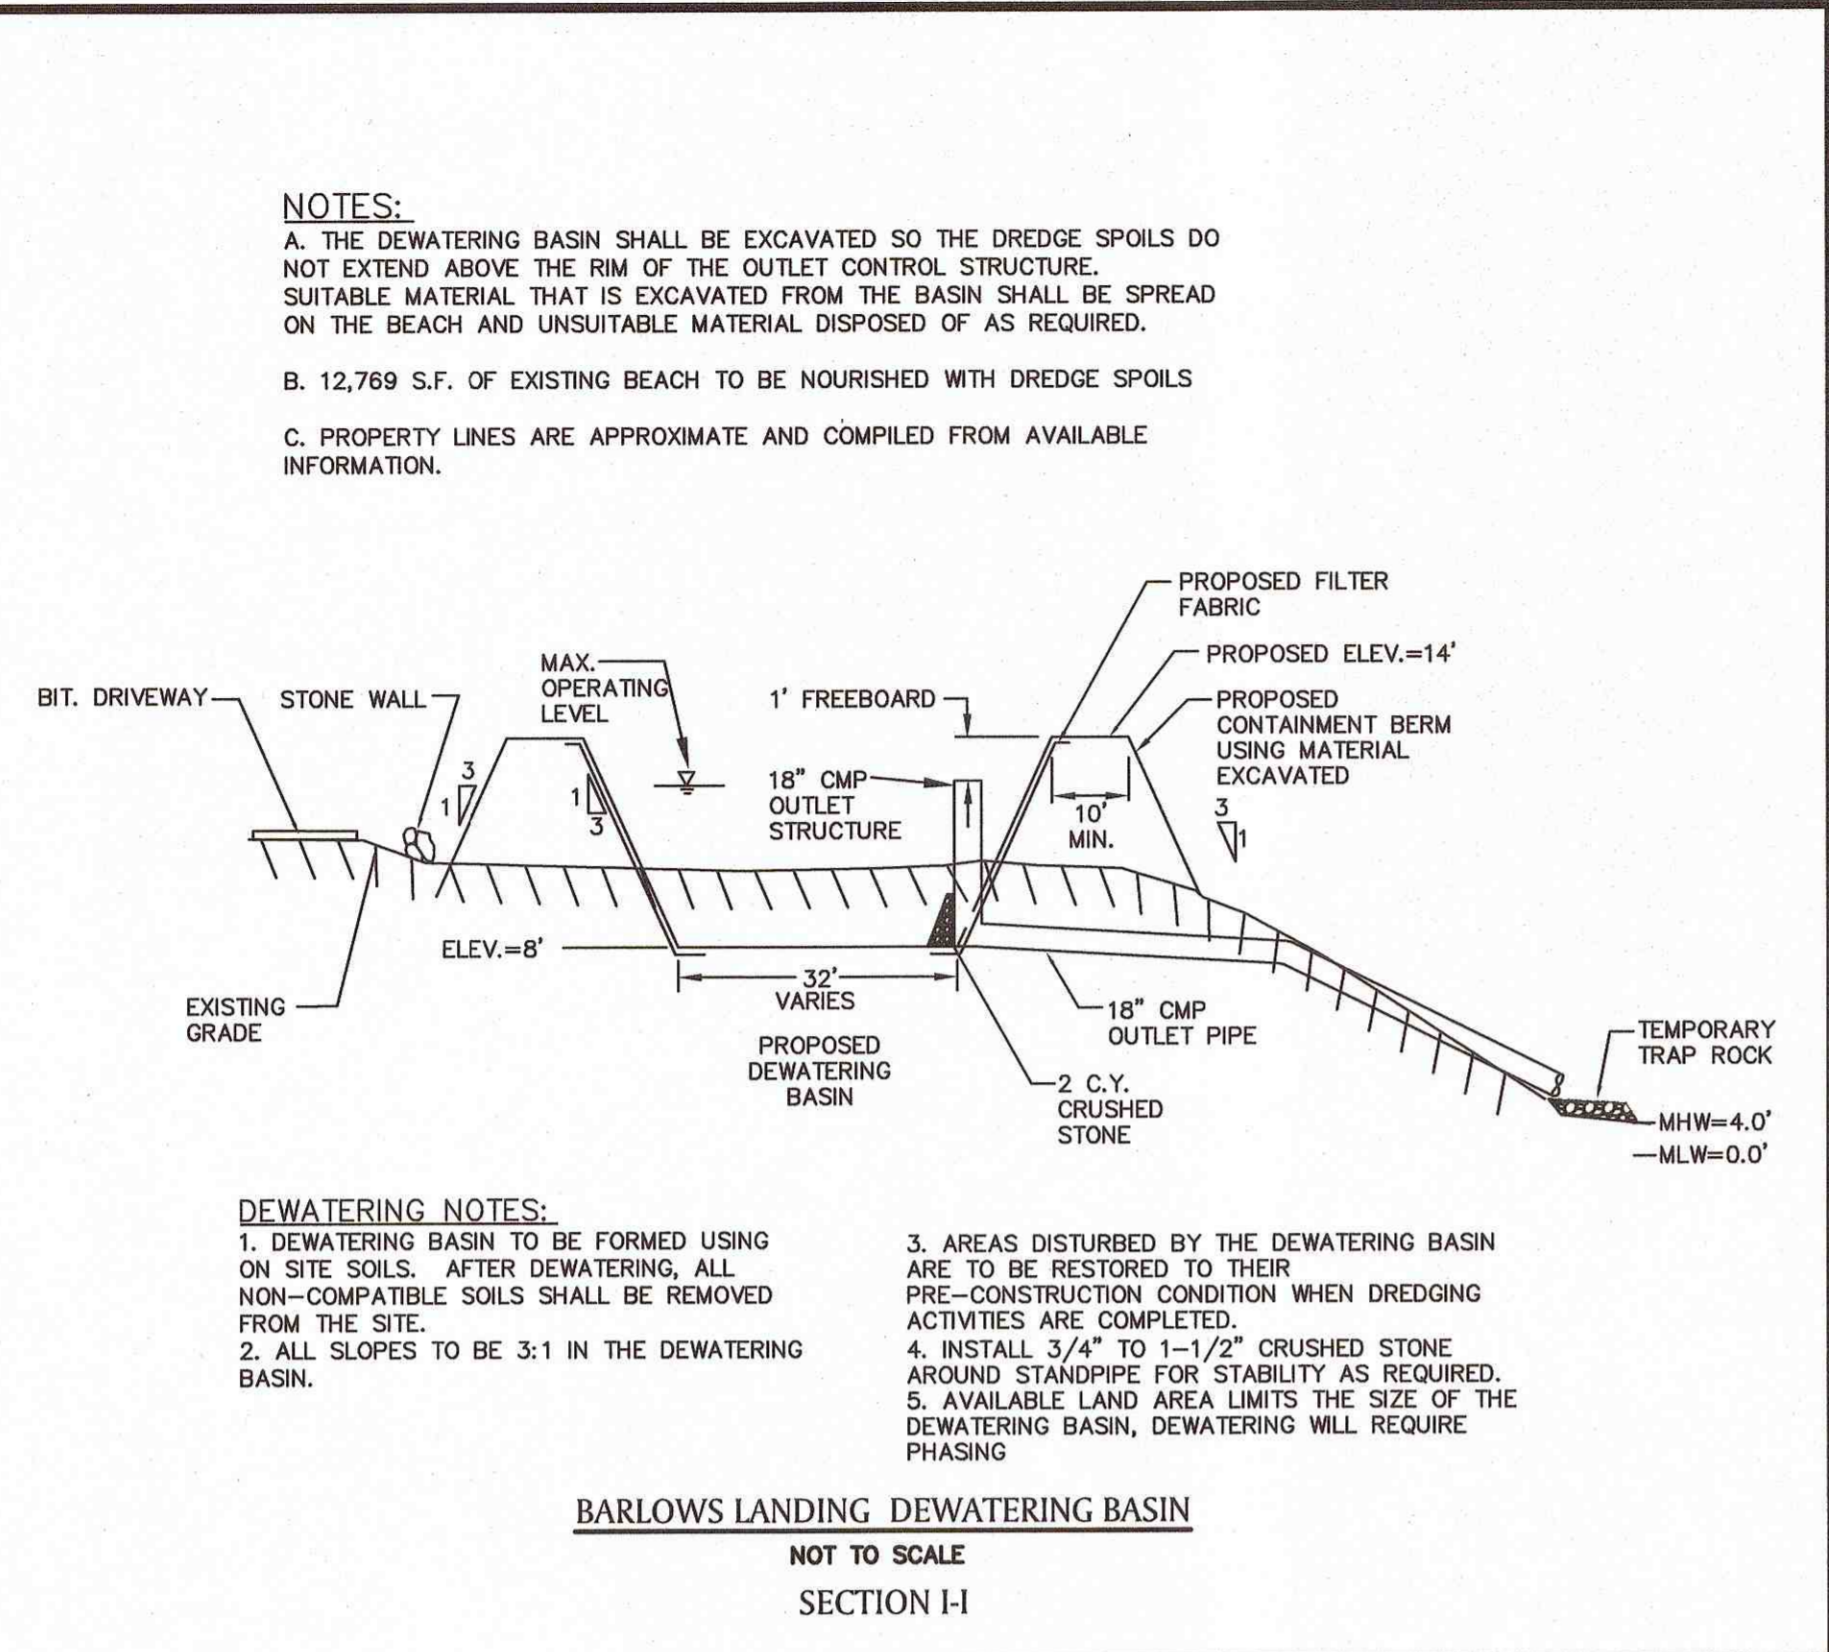 NOTES:
A. THE DEWATERING BASIN SHALL BE EXCAVATED SO THE DREDGE SPOILS DO
NOT EXTEND ABOVE THE RIM OF THE OUTLET CONTROL STRUCTURE.
SUITABLE MATERIAL THAT IS EXCAVATED FROM THE BASIN SHALL BE SPREAD
ON THE BEACH AND UNSUITABLE MATERIAL DISPOSED OF AS REQUIRED.
B. 12,769 S.F. OF EXISTING BEACH TO BE NOURISHED WITH DREDGE SPOILS
C. PROPERTY LINES ARE APPROXIMATE AND COMPILED FROM AVAILABLE
INFORMATION.
PROPOSED FILTER
FABRIC
PROPOSED ELEV.=14'
PROPOSED
CONTAINMENT BERM
USING MATERIAL
EXCAVATED
MAX.
OPERATING
LEVEL
1' FREEBOARD
BIT. DRIVEWAY
STONE WALL
3
1
1
3
18" CMP
OUTLET
STRUCTURE
10'
MIN.
3
1
ELEV.=8'
32'
VARIES
EXISTING
GRADE
PROPOSED
DEWATERING
BASIN
18" CMP
OUTLET PIPE
2 C.Y.
CRUSHED
STONE
TEMPORARY
TRAP ROCK
MHW=4.0'
MLW=0.0'
DEWATERING NOTES:
1. DEWATERING BASIN TO BE FORMED USING
ON SITE SOILS. AFTER DEWATERING, ALL
NON-COMPATIBLE SOILS SHALL BE REMOVED
FROM THE SITE.
2. ALL SLOPES TO BE 3:1 IN THE DEWATERING
BASIN.
3. AREAS DISTURBED BY THE DEWATERING BASIN
ARE TO BE RESTORED TO THEIR
PRE-CONSTRUCTION CONDITION WHEN DREDGING
ACTIVITIES ARE COMPLETED.
4. INSTALL 3/4" TO 1-1/2" CRUSHED STONE
AROUND STANDPIPE FOR STABILITY AS REQUIRED.
5. AVAILABLE LAND AREA LIMITS THE SIZE OF THE
DEWATERING BASIN, DEWATERING WILL REQUIRE
PHASING
BARLOWS LANDING DEWATERING BASIN
NOT TO SCALE
SECTION I-I